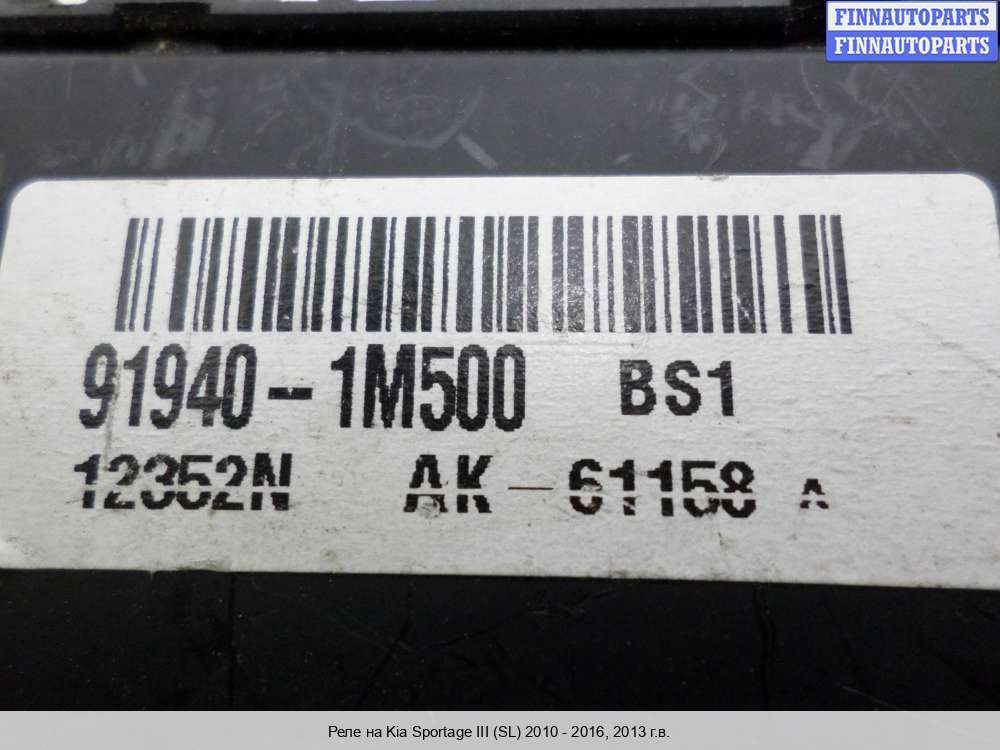 FINNAUTOPARTS
FINNAUTOPARTS
91940-1M500 BS1
12352N AK-61158 A
Реле на Kia Sportage III (SL) 2010 - 2016, 2013 г.в.